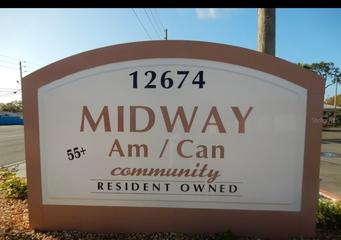 12674
MIDWAY
55+ Am / Can
community
RESIDENT OWNED